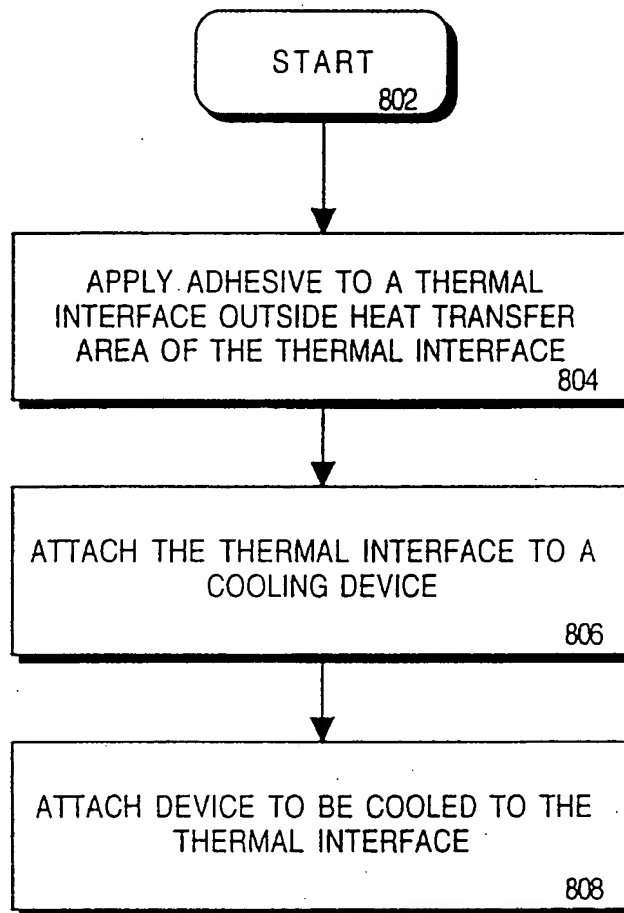 START
802
APPLY ADHESIVE TO A THERMAL
INTERFACE OUTSIDE HEAT TRANSFER
AREA OF THE THERMAL INTERFACE
804
ATTACH THE THERMAL INTERFACE TO A
COOLING DEVICE
806
ATTACH DEVICE TO BE COOLED TO THE
THERMAL INTERFACE
808